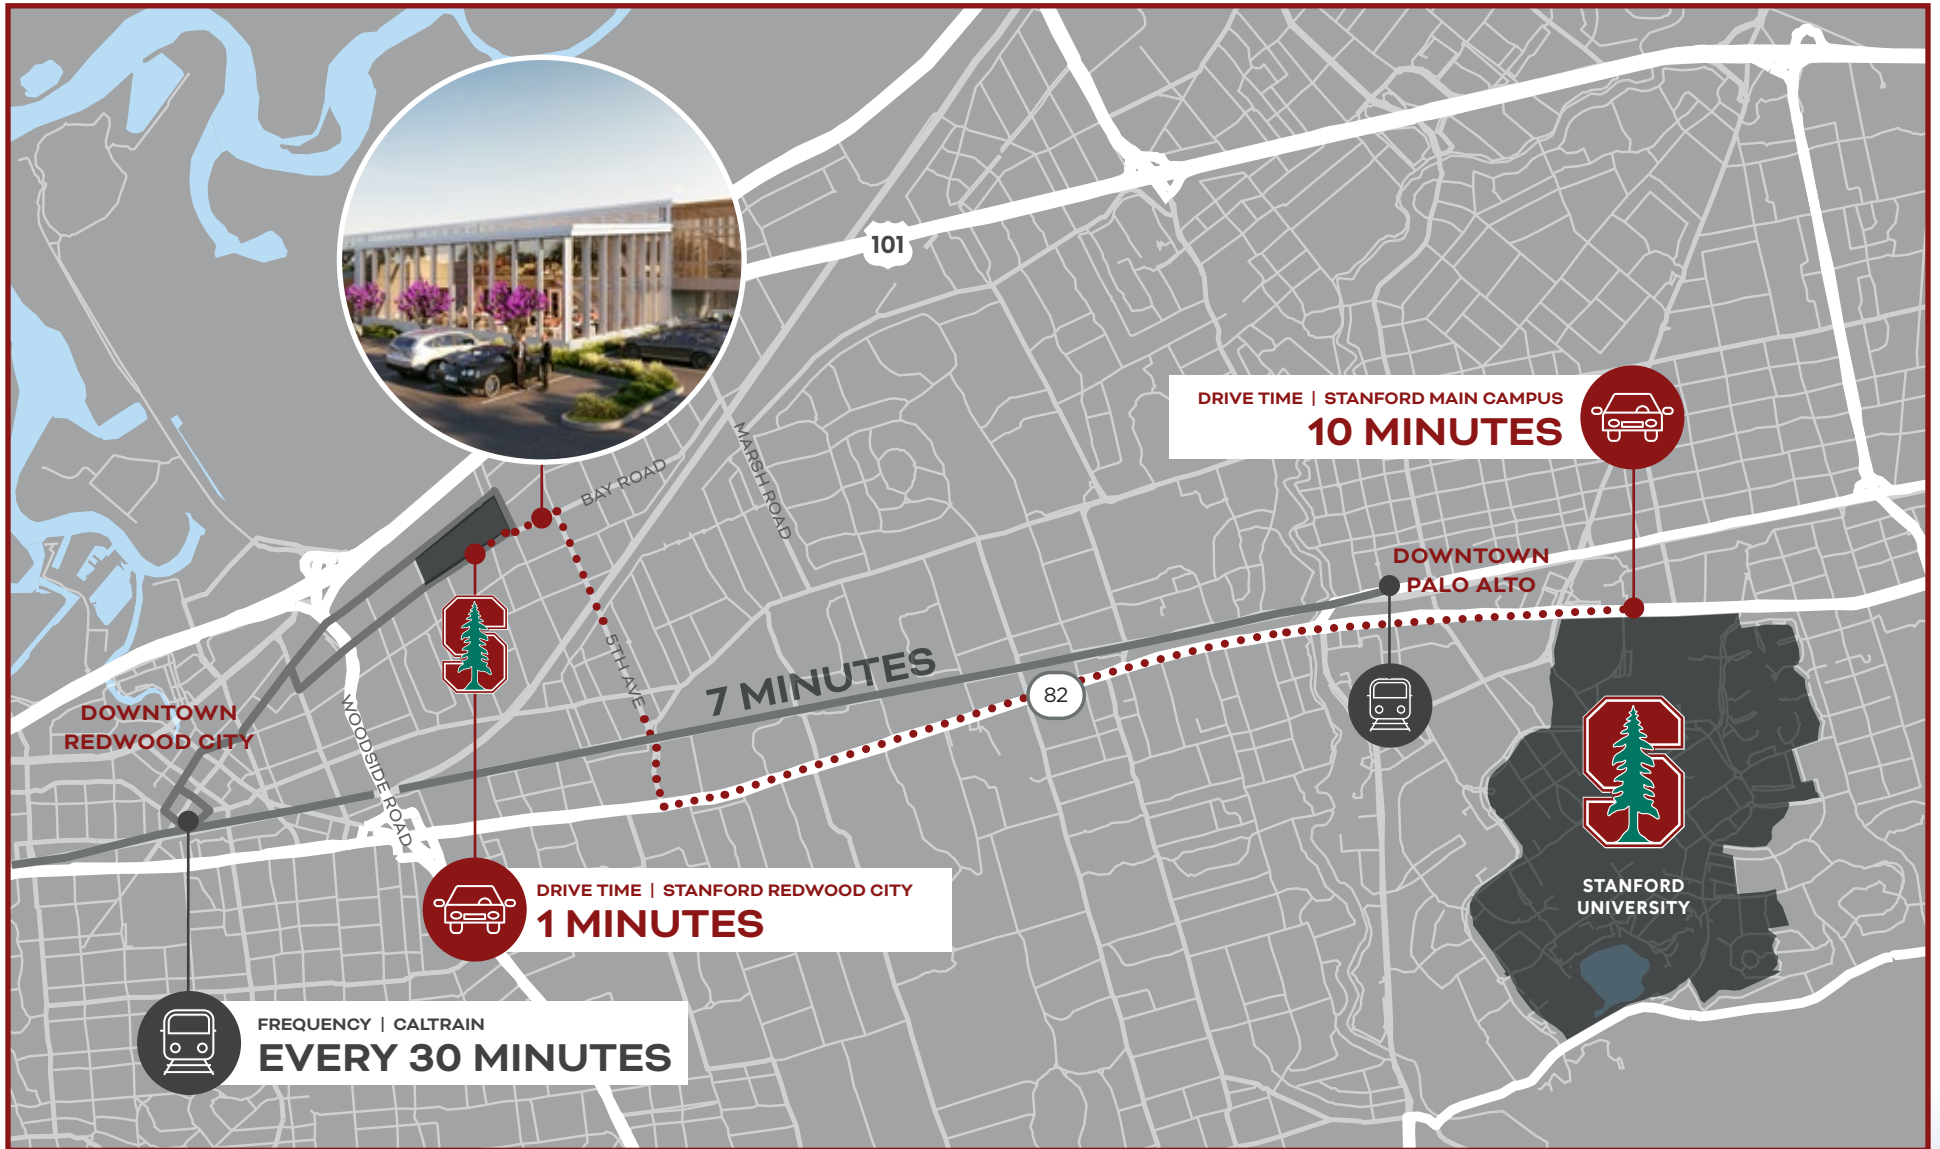 101
BAY ROAD
MARSH ROAD
DRIVE TIME | STANFORD MAIN CAMPUS
10 MINUTES
DOWNTOWN
PALO ALTO
5TH AVE
7 MINUTES
82
DOWNTOWN
REDWOOD CITY
WOODSIDE ROAD
DRIVE TIME | STANFORD REDWOOD CITY
1 MINUTES
STANFORD
UNIVERSITY
FREQUENCY | CALTRAIN
EVERY 30 MINUTES